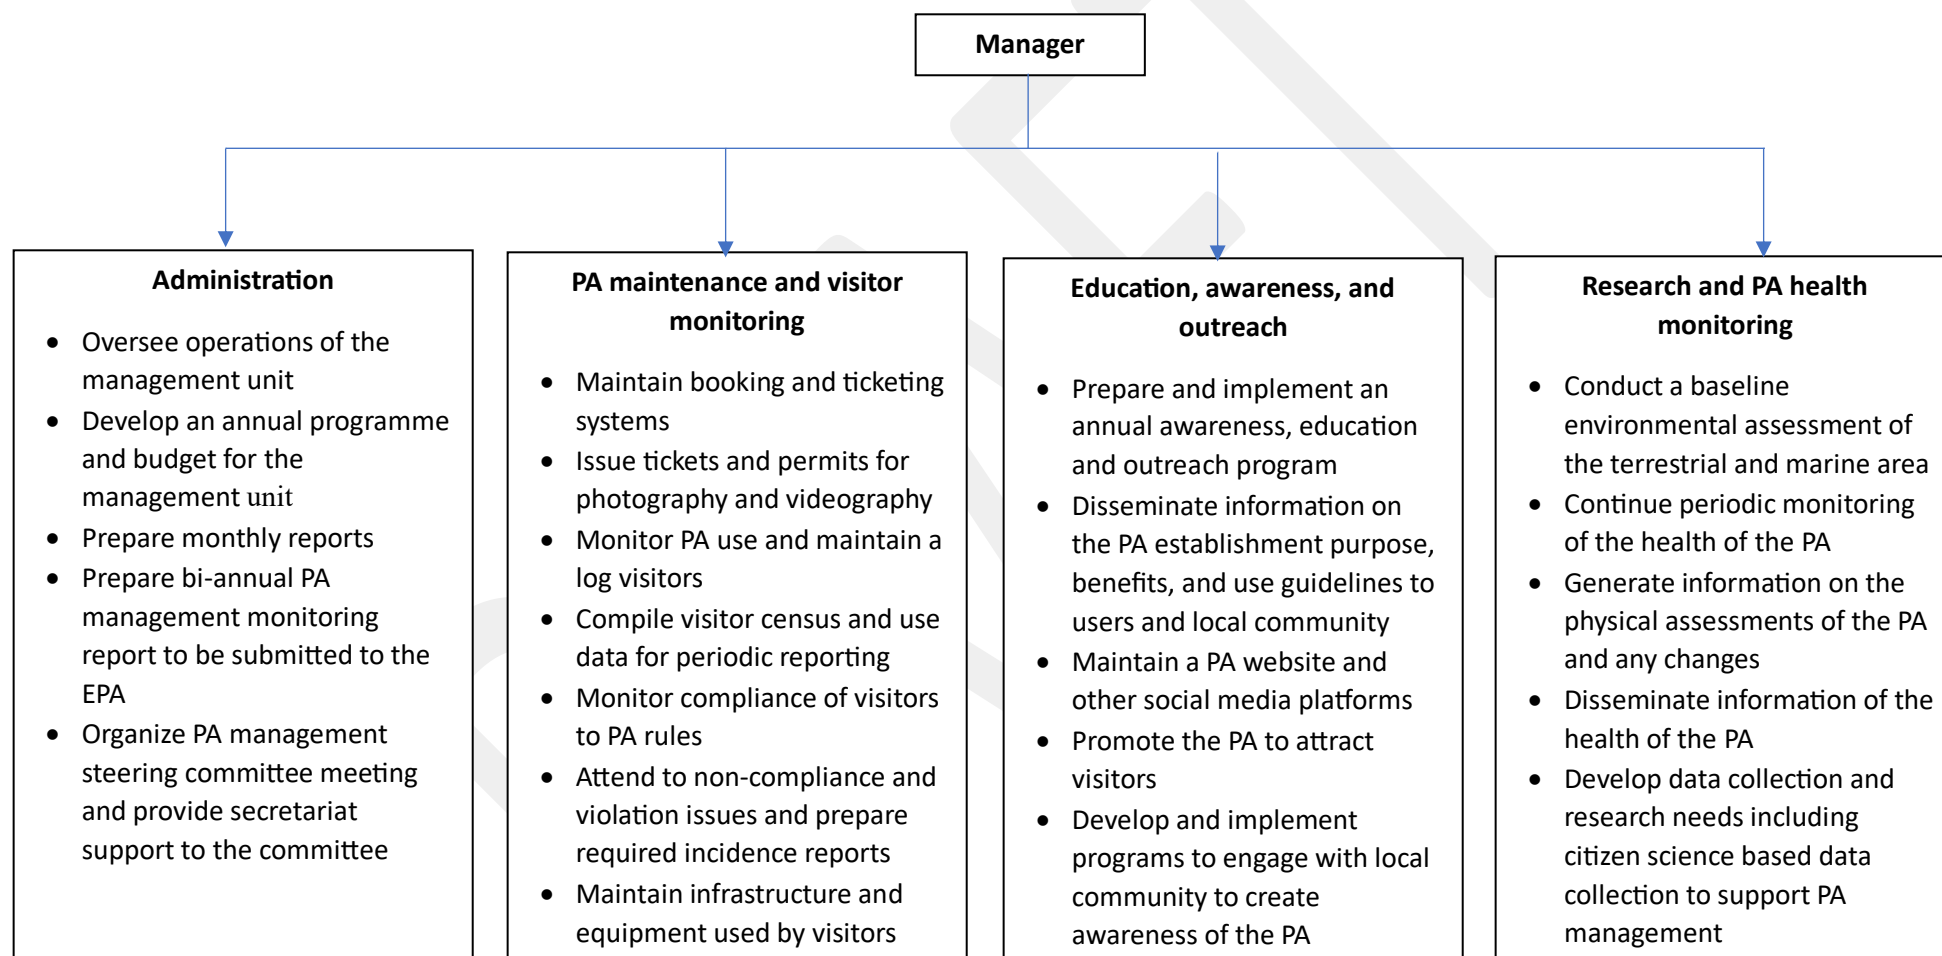 Manager
Administration
• Oversee operations of the
management unit
• Develop an annual programme
and budget for the
management unit
• Prepare monthly reports
• Prepare bi-annual PA
management monitoring
report to be submitted to the
EPA
• Organize PA management
steering committee meeting
and provide secretariat
support to the committee
PA maintenance and visitor
monitoring
• Maintain booking and ticketing
systems
• Issue tickets and permits for
photography and videography
• Monitor PA use and maintain a
log visitors
• Compile visitor census and use
data for periodic reporting
• Monitor compliance of visitors
to PA rules
• Attend to non-compliance and
violation issues and prepare
required incidence reports
• Maintain infrastructure and
equipment used by visitors
Education, awareness, and
outreach
• Prepare and implement an
annual awareness, education
and outreach program
• Disseminate information on
the PA establishment purpose,
benefits, and use guidelines to
users and local community
• Maintain a PA website and
other social media platforms
• Promote the PA to attract
visitors
• Develop and implement
programs to engage with local
community to create
awareness of the PA
Research and PA health
monitoring
• Conduct a baseline
environmental assessment of
the terrestrial and marine area
• Continue periodic monitoring
of the health of the PA
• Generate information on the
physical assessments of the PA
and any changes
• Disseminate information of the
health of the PA
• Develop data collection and
research needs including
citizen science based data
collection to support PA
management